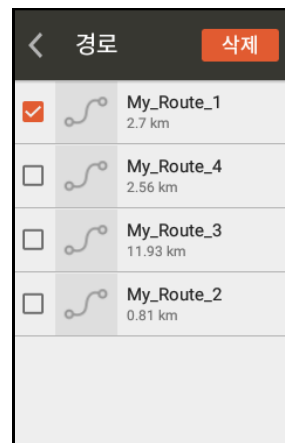 경로
삭제
My_Route_1
2.7 km
My_Route_4
2.56 km
My_Route_3
11.93 km
My_Route_2
0.81 km